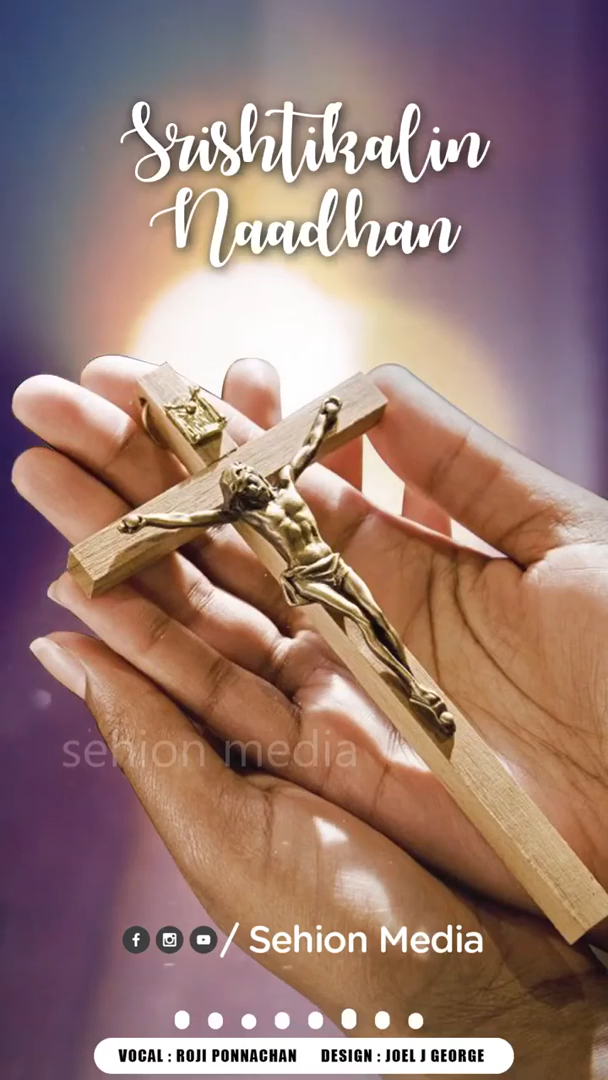 Srishtikalin
Naadhan
sehion media
/ Sehion Media
VOCAL : ROJI PONNACHAN DESIGN : JOEL J GEORGE